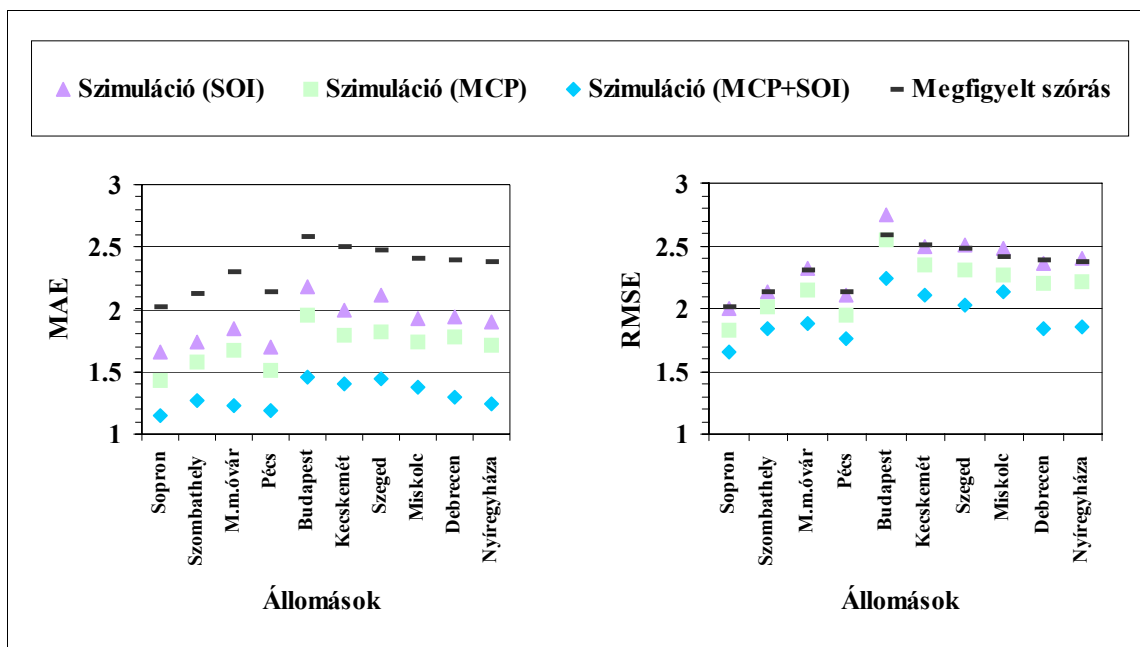 Szimuláció (SOI) Szimuláció (MCP) Szimuláció (MCP+SOI) Megfigyelt szórás
MAE
3
2.5
2
1.5
1
Sopron
Szombathely
M.m.óvár
Pécs
Budapest
Kecskemét
Szeged
Miskolc
Debrecen
Nyíregyháza
Állomások
RMSE
3
2.5
2
1.5
1
Sopron
Szombathely
M.m.óvár
Pécs
Budapest
Kecskemét
Szeged
Miskolc
Debrecen
Nyíregyháza
Állomások